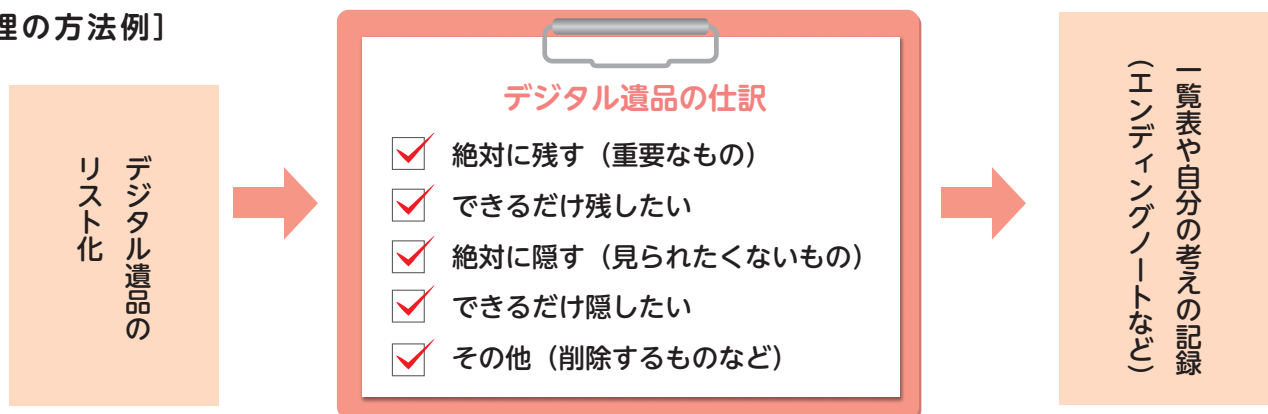 理の方法例］
デジタル遺品の
リスト化
デジタル遺品の仕訳
絶対に残す（重要なもの）
できるだけ残したい
絶対に隠す（見られたくないもの）
できるだけ隠したい
その他（削除するものなど）
一覧表や自分の考えの記録
（エンディングノートなど）